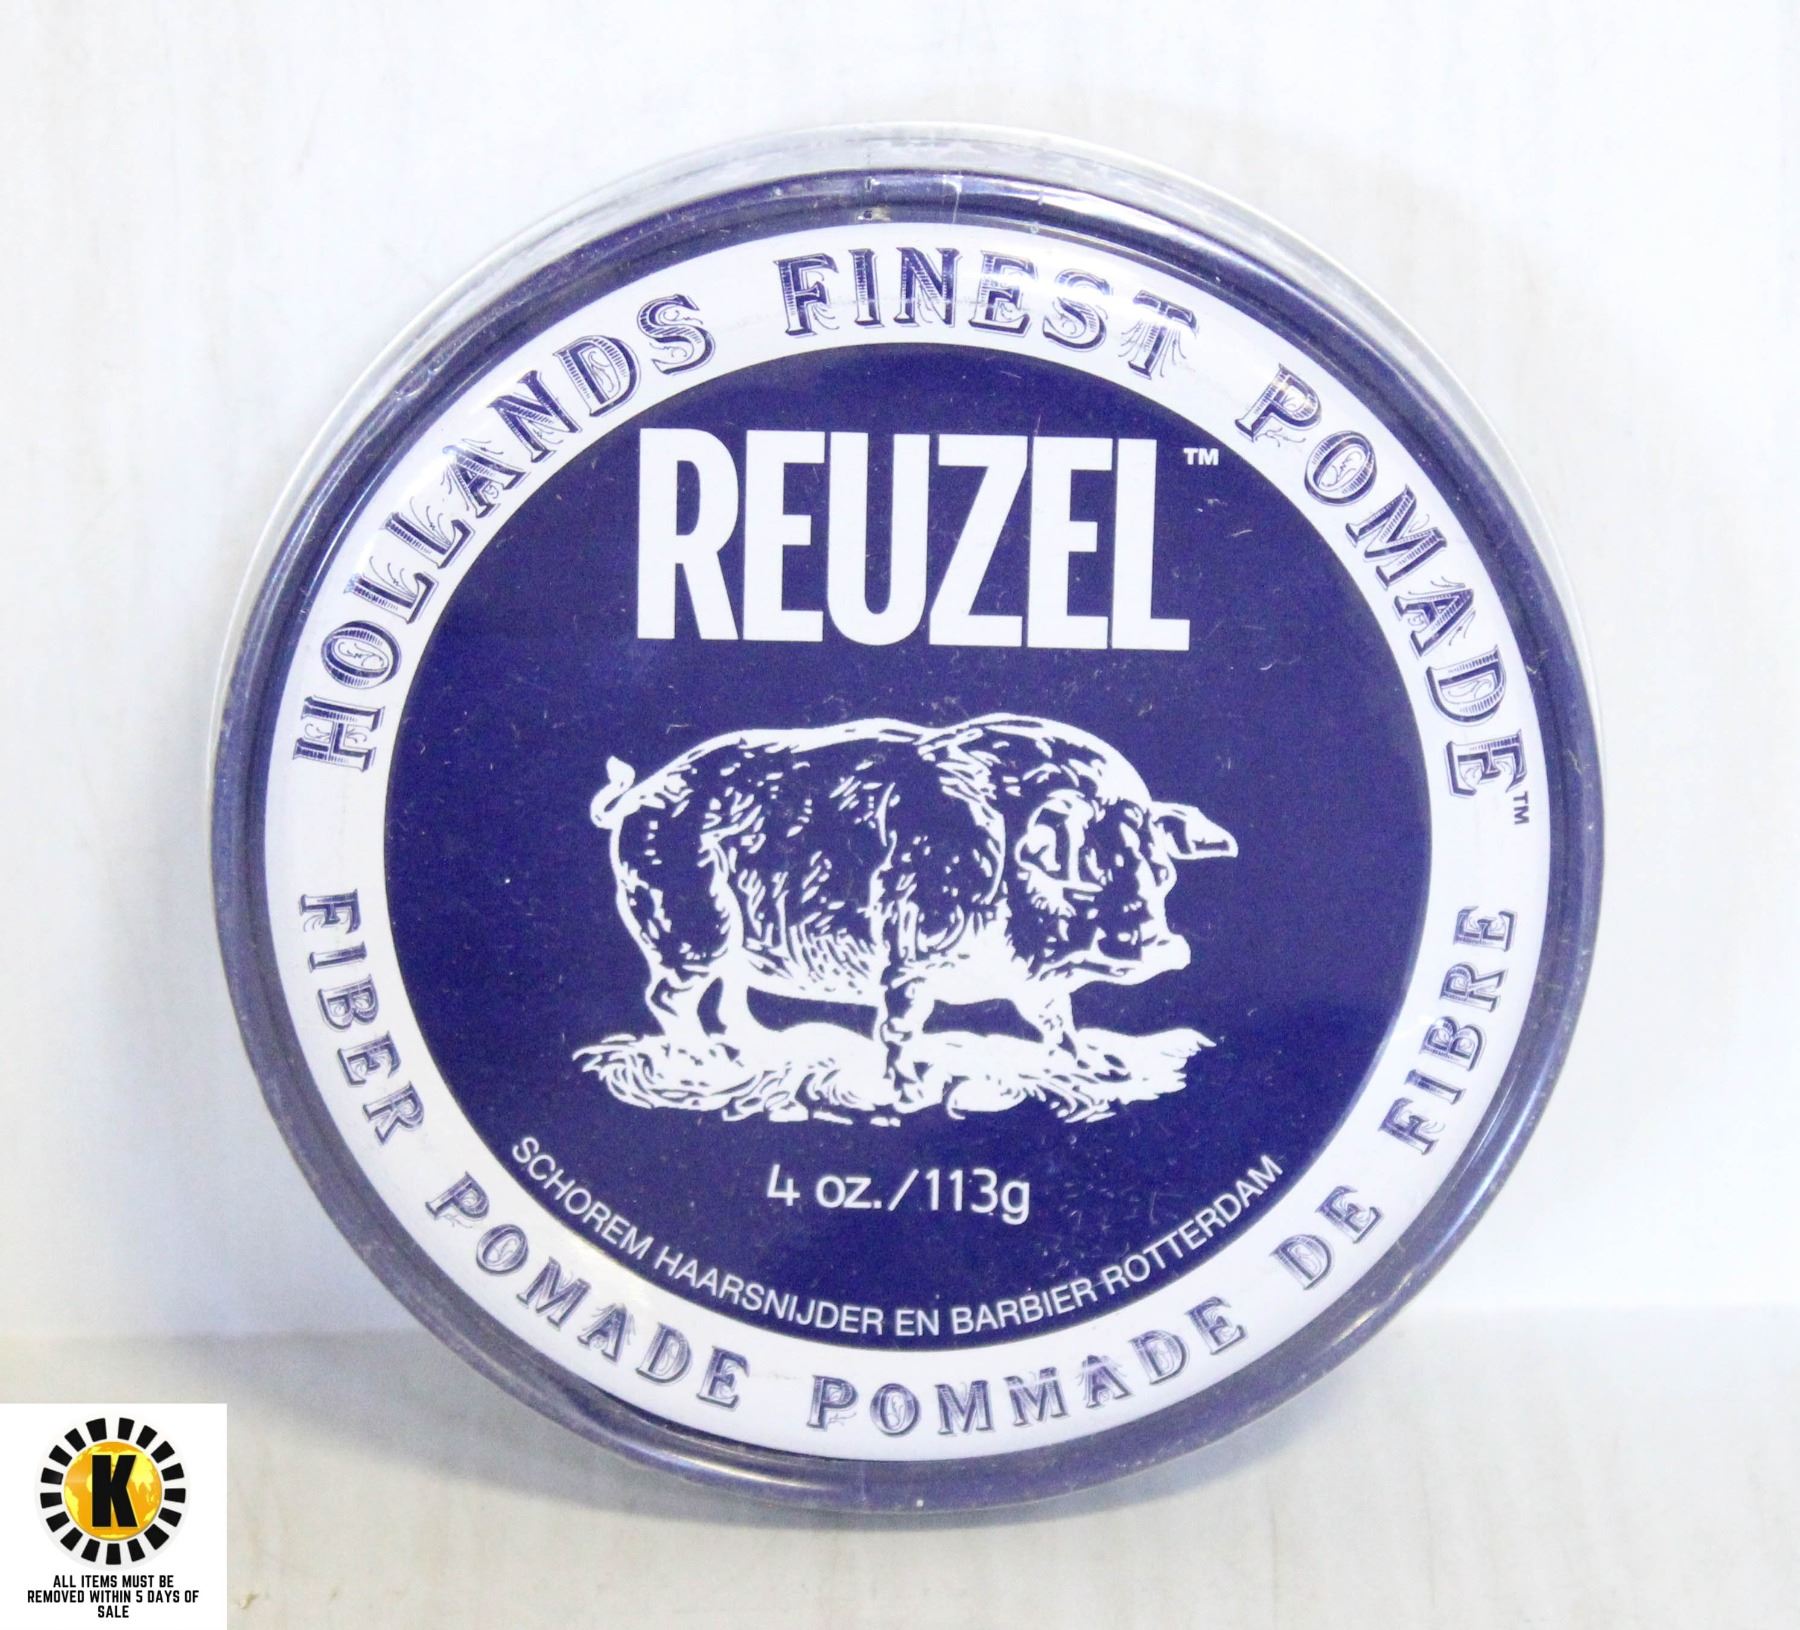 HOLLANDS FINEST POMADE™
REUZEL™
4 oz./113g
SCHOREM HAARSNIJDER EN BARBIER ROTTERDAM
FIBER POMADE POMMADE DE FIBRE
K
ALL ITEMS MUST BE
REMOVED WITHIN 5 DAYS OF
SALE